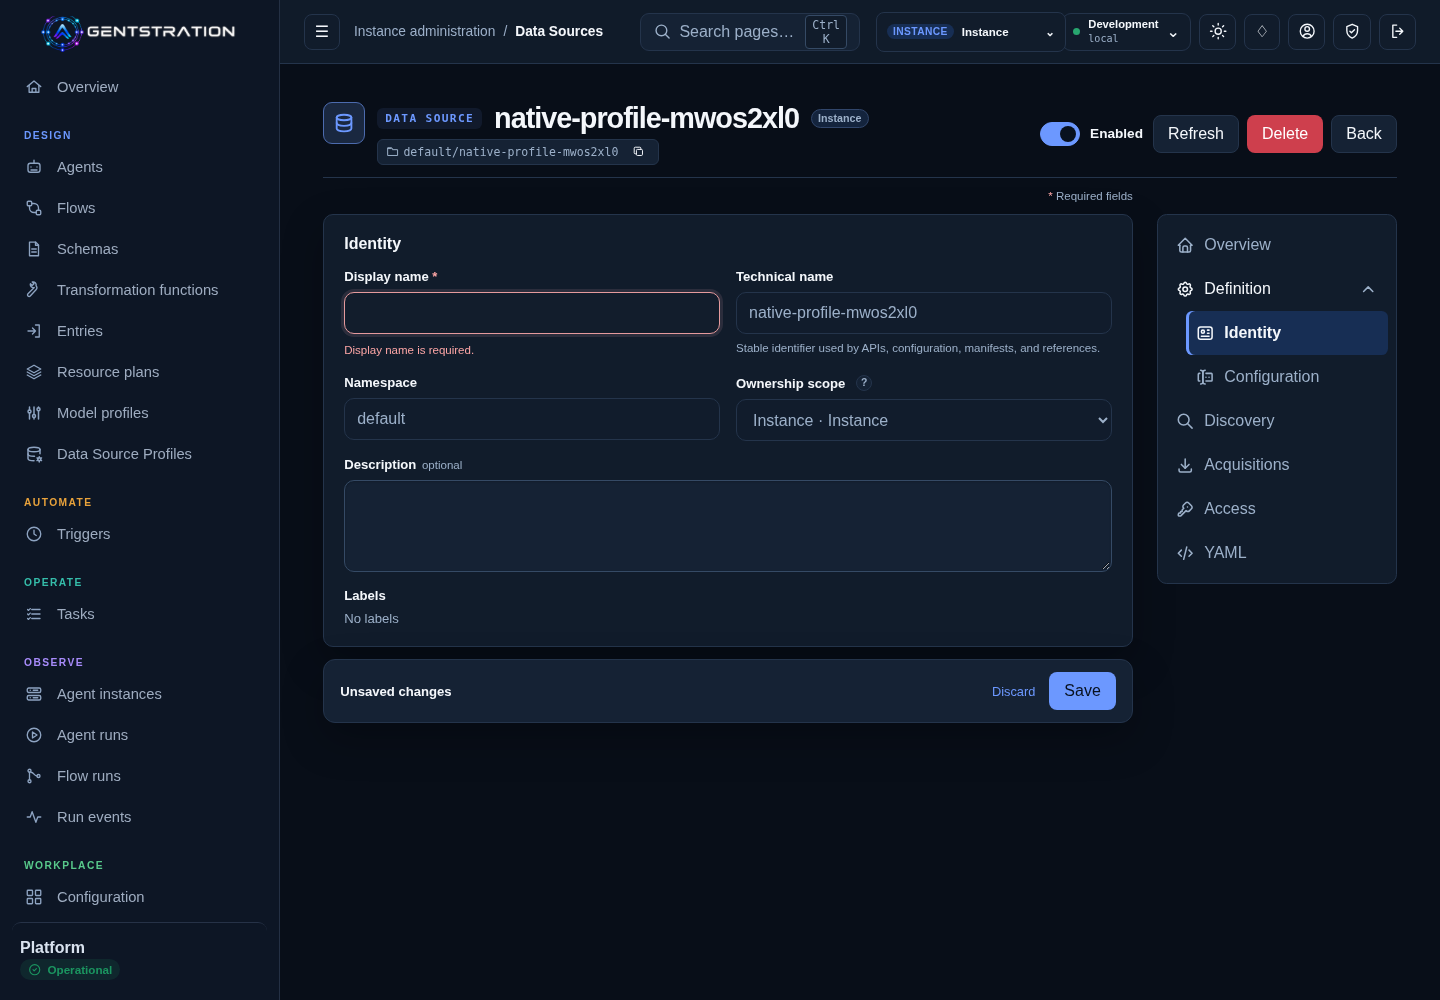 GENTSTRATION
Overview
DESIGN
Agents
Flows
Schemas
Transformation functions
Entries
Resource plans
Model profiles
Data Source Profiles
AUTOMATE
Triggers
OPERATE
Tasks
OBSERVE
Agent instances
Agent runs
Flow runs
Run events
WORKPLACE
Configuration
Platform
Operational
Instance administration / Data Sources
Search pages… Ctrl K
INSTANCE Instance
Development
local
DATA SOURCE native-profile-mwos2xl0 Instance
default/native-profile-mwos2xl0
Enabled Refresh Delete Back
* Required fields
Identity
Display name *
Technical name
native-profile-mwos2xl0
Display name is required.
Stable identifier used by APIs, configuration, manifests, and references.
Namespace
Ownership scope ?
default
Instance · Instance
Description optional
Labels
No labels
Unsaved changes Discard Save
Overview
Definition
Identity
Configuration
Discovery
Acquisitions
Access
YAML